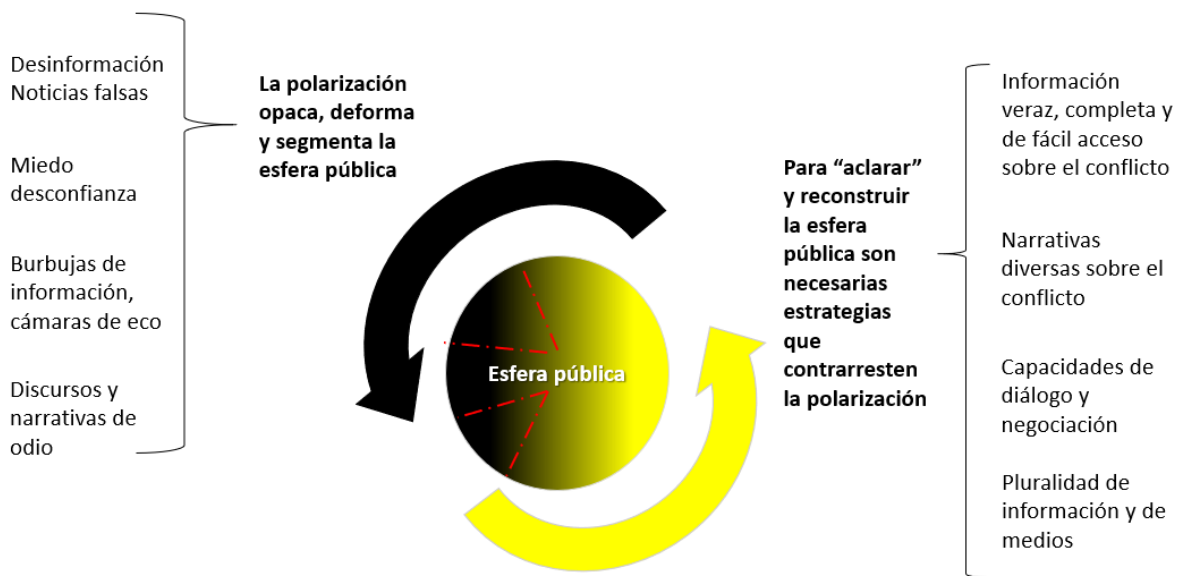 Desinformación
Noticias falsas
Miedo
desconfianza
Burbujas de
información,
cámaras de eco
Discursos y
narrativas de
odio
La polarización
opaca, deforma
y segmenta la
esfera pública
Esfera pública
Para “aclarar”
y reconstruir
la esfera
pública son
necesarias
estrategias
que
contrarresten
la polarización
Información
veraz, completa y
de fácil acceso
sobre el conflicto
Narrativas
diversas sobre el
conflicto
Capacidades de
diálogo y
negociación
Pluralidad de
información y de
medios